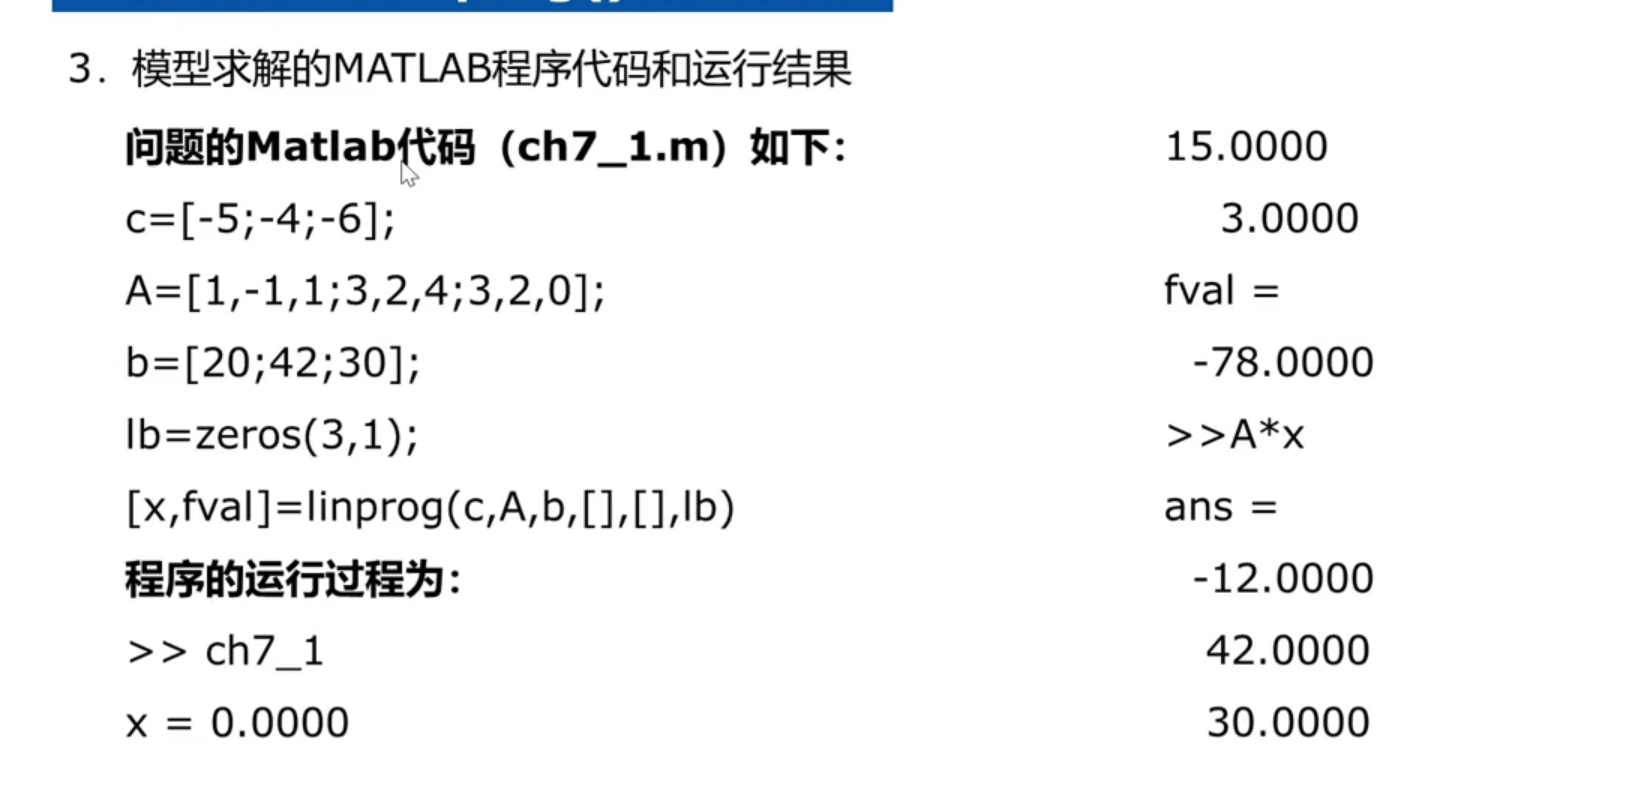 3. 模型求解的MATLAB程序代码和运行结果
问题的Matlab代码（ch7_1.m）如下：
c=[-5;-4;-6];
A=[1,-1,1;3,2,4;3,2,0];
b=[20;42;30];
lb=zeros(3,1);
[x,fval]=linprog(c,A,b,[],[],lb)
程序的运行过程为：
>> ch7_1
x = 0.0000
15.0000
3.0000
fval =
-78.0000
>>A*x
ans =
-12.0000
42.0000
30.0000